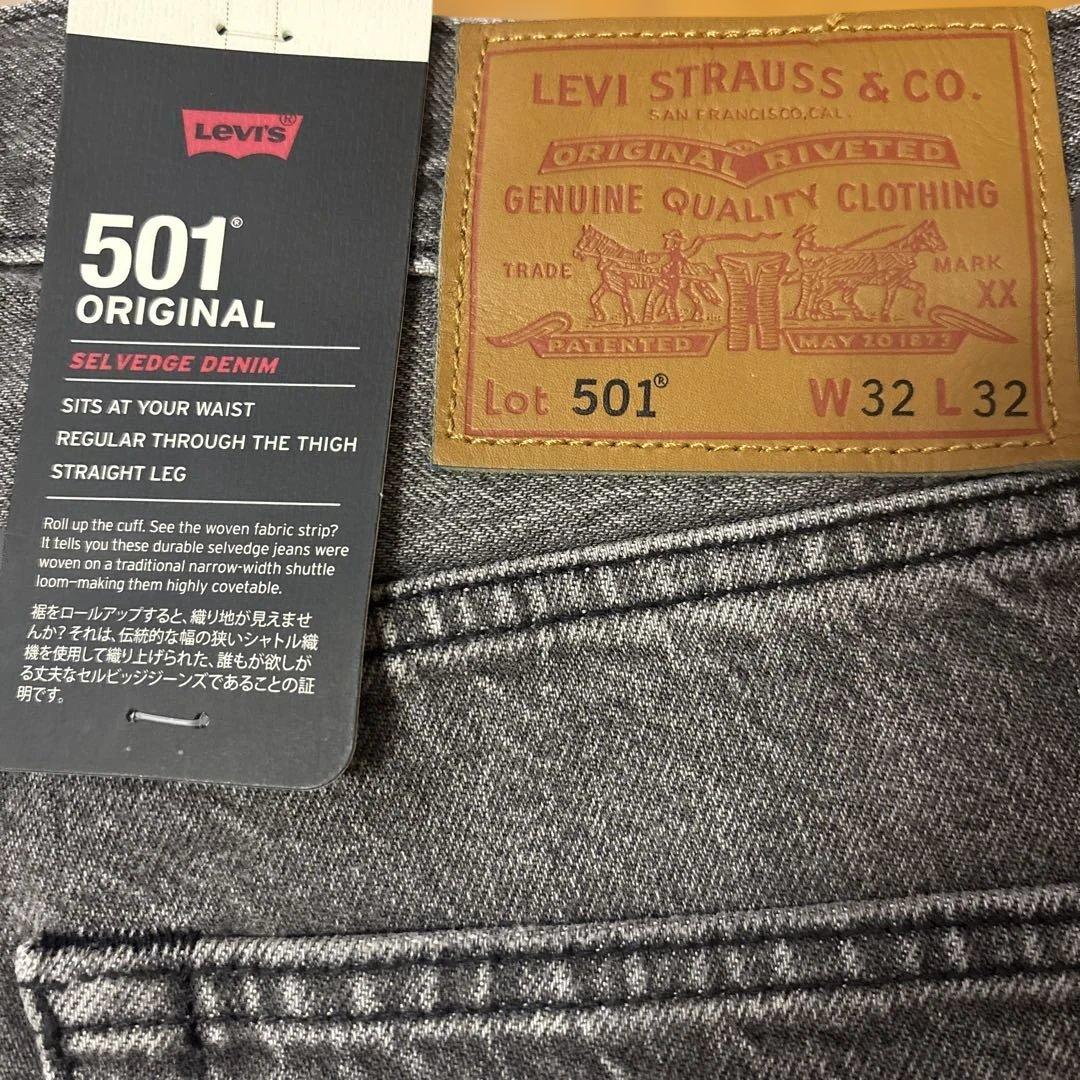 LEVI'S®
501®
ORIGINAL
SELVEDGE DENIM
SITS AT YOUR WAIST
REGULAR THROUGH THE THIGH
STRAIGHT LEG
Roll up the cuff. See the woven fabric strip?
It tells you these durable selvedge jeans were
woven on a traditional narrow-width shuttle
loom—making them highly covetable.
裾をロールアップすると、織り地が見えませ
んか？それは、伝統的な幅の狭いシャトル織
機を使用して織り上げられた、誰もが欲しが
る丈夫なセルビッジジーンズであることの証
明です。
LEVI STRAUSS & CO.
SAN FRANCISCO, CAL.
ORIGINAL RIVETED
GENUINE QUALITY CLOTHING
TRADE MARK
XX
PATENTED MAY 20 1873
Lot 501® W 32 L 32